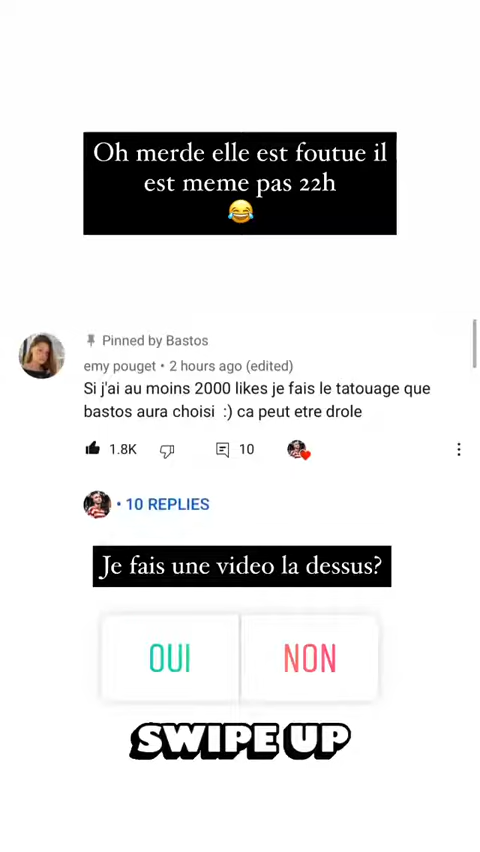 Oh merde elle est foutue il
est meme pas 22h
😂
Pinned by Bastos
emy pouget • 2 hours ago (edited)
Si j'ai au moins 2000 likes je fais le tatouage que
bastos aura choisi :) ca peut etre drole
1.8K 10
• 10 REPLIES
Je fais une video la dessus?
OUI NON
SWIPE UP